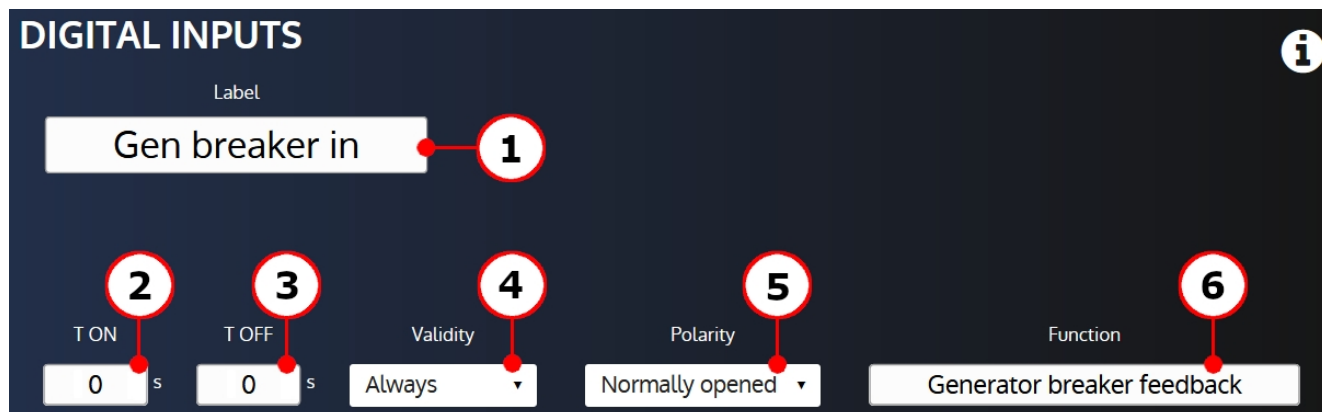 DIGITAL INPUTS
i
Label
Gen breaker in
1
2
3
4
5
6
T ON
T OFF
Validity
Polarity
Function
0 s
0 s
Always
Normally opened
Generator breaker feedback